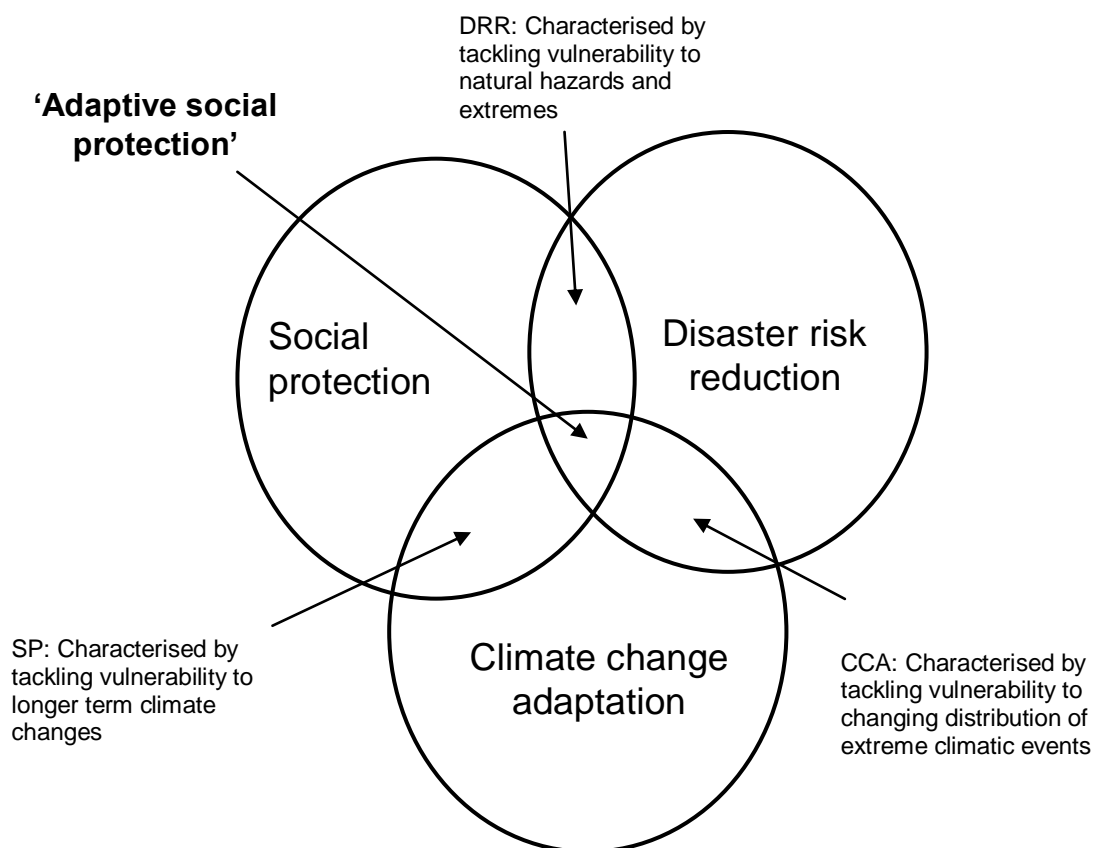 DRR: Characterised by
tackling vulnerability to
natural hazards and
extremes
‘Adaptive social
protection’
Social
protection
Disaster risk
reduction
SP: Characterised by
tackling vulnerability to
longer term climate
changes
Climate change
adaptation
CCA: Characterised by
tackling vulnerability to
changing distribution of
extreme climatic events